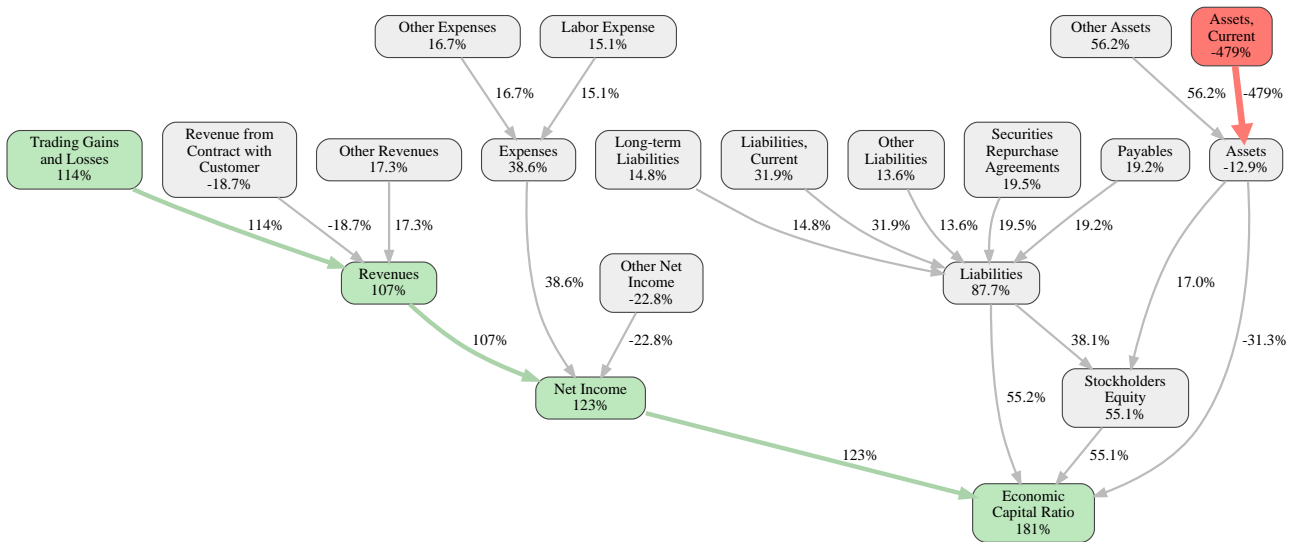 Other Expenses
16.7%
Labor Expense
15.1%
Other Assets
56.2%
Assets,
Current
-479%
16.7%
15.1%
56.2%
-479%
Trading Gains
and Losses
114%
Revenue from
Contract with
Customer
-18.7%
Other Revenues
17.3%
Expenses
38.6%
Long-term
Liabilities
14.8%
Liabilities,
Current
31.9%
Other
Liabilities
13.6%
Securities
Repurchase
Agreements
19.5%
Payables
19.2%
Assets
-12.9%
114%
-18.7%
17.3%
14.8%
31.9%
13.6%
19.5%
19.2%
Revenues
107%
38.6%
Other Net
Income
-22.8%
Liabilities
87.7%
17.0%
107%
-22.8%
38.1%
-31.3%
Net Income
123%
55.2%
Stockholders
Equity
55.1%
123%
55.1%
Economic
Capital Ratio
181%